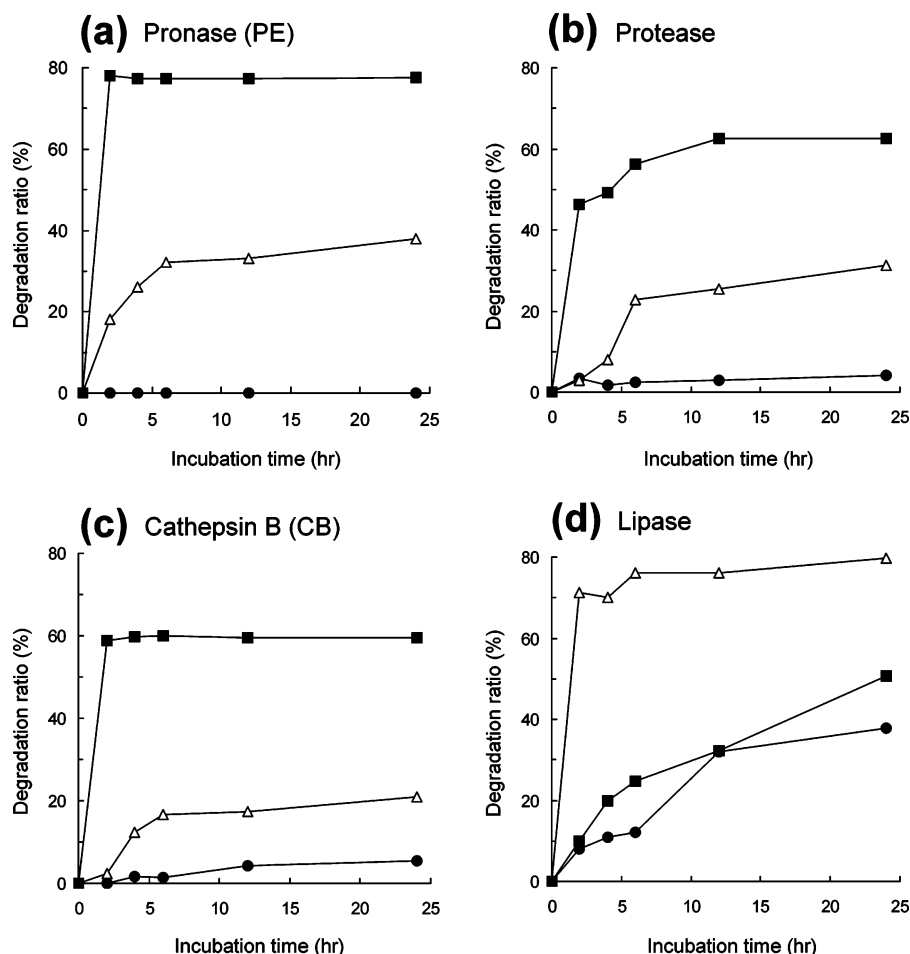 (a) Pronase (PE)
80
60
40
20
0
Degradation ratio (%)
0 5 10 15 20 25
Incubation time (hr)
(b) Protease
80
60
40
20
0
Degradation ratio (%)
0 5 10 15 20 25
Incubation time (hr)
(c) Cathepsin B (CB)
80
60
40
20
0
Degradation ratio (%)
0 5 10 15 20 25
Incubation time (hr)
(d) Lipase
80
60
40
20
0
Degradation ratio (%)
0 5 10 15 20 25
Incubation time (hr)